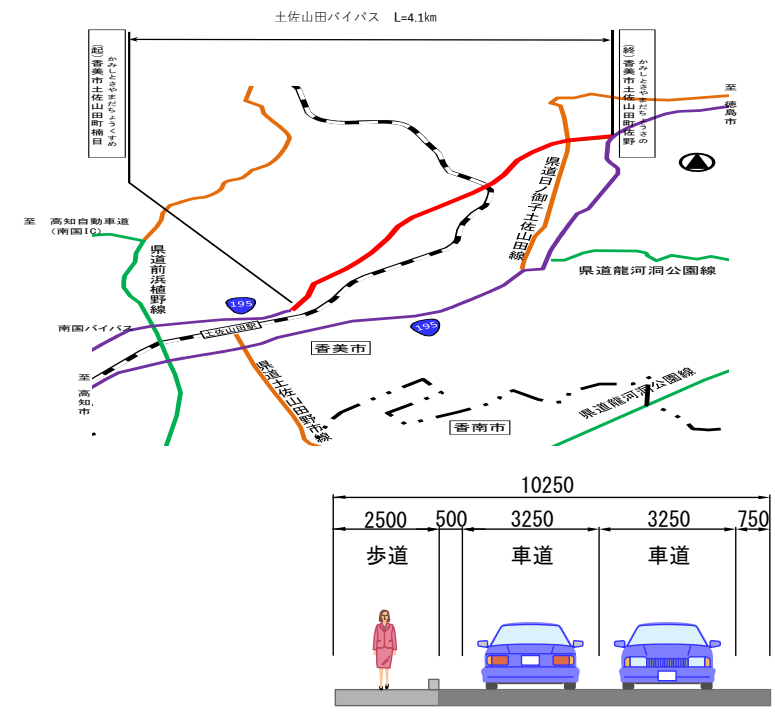 土佐山田バイパス L=4.1km
(起)香美市土佐山田町楠目
かみしとさやまだちょうくすめ
(終)香美市土佐山田町佐野
かみしとさやまだちょうさの
至 徳島市
至 高知自動車道
(南国IC)
県道前浜植野線
県道日ノ御子土佐山田線
県道龍河洞公園線
195
南国バイパス
土佐山田駅
195
香美市
至 高知市
県道土佐山田野市線
県道龍河洞公園線
香南市
10250
2500 500 3250 3250 750
歩道 車道 車道